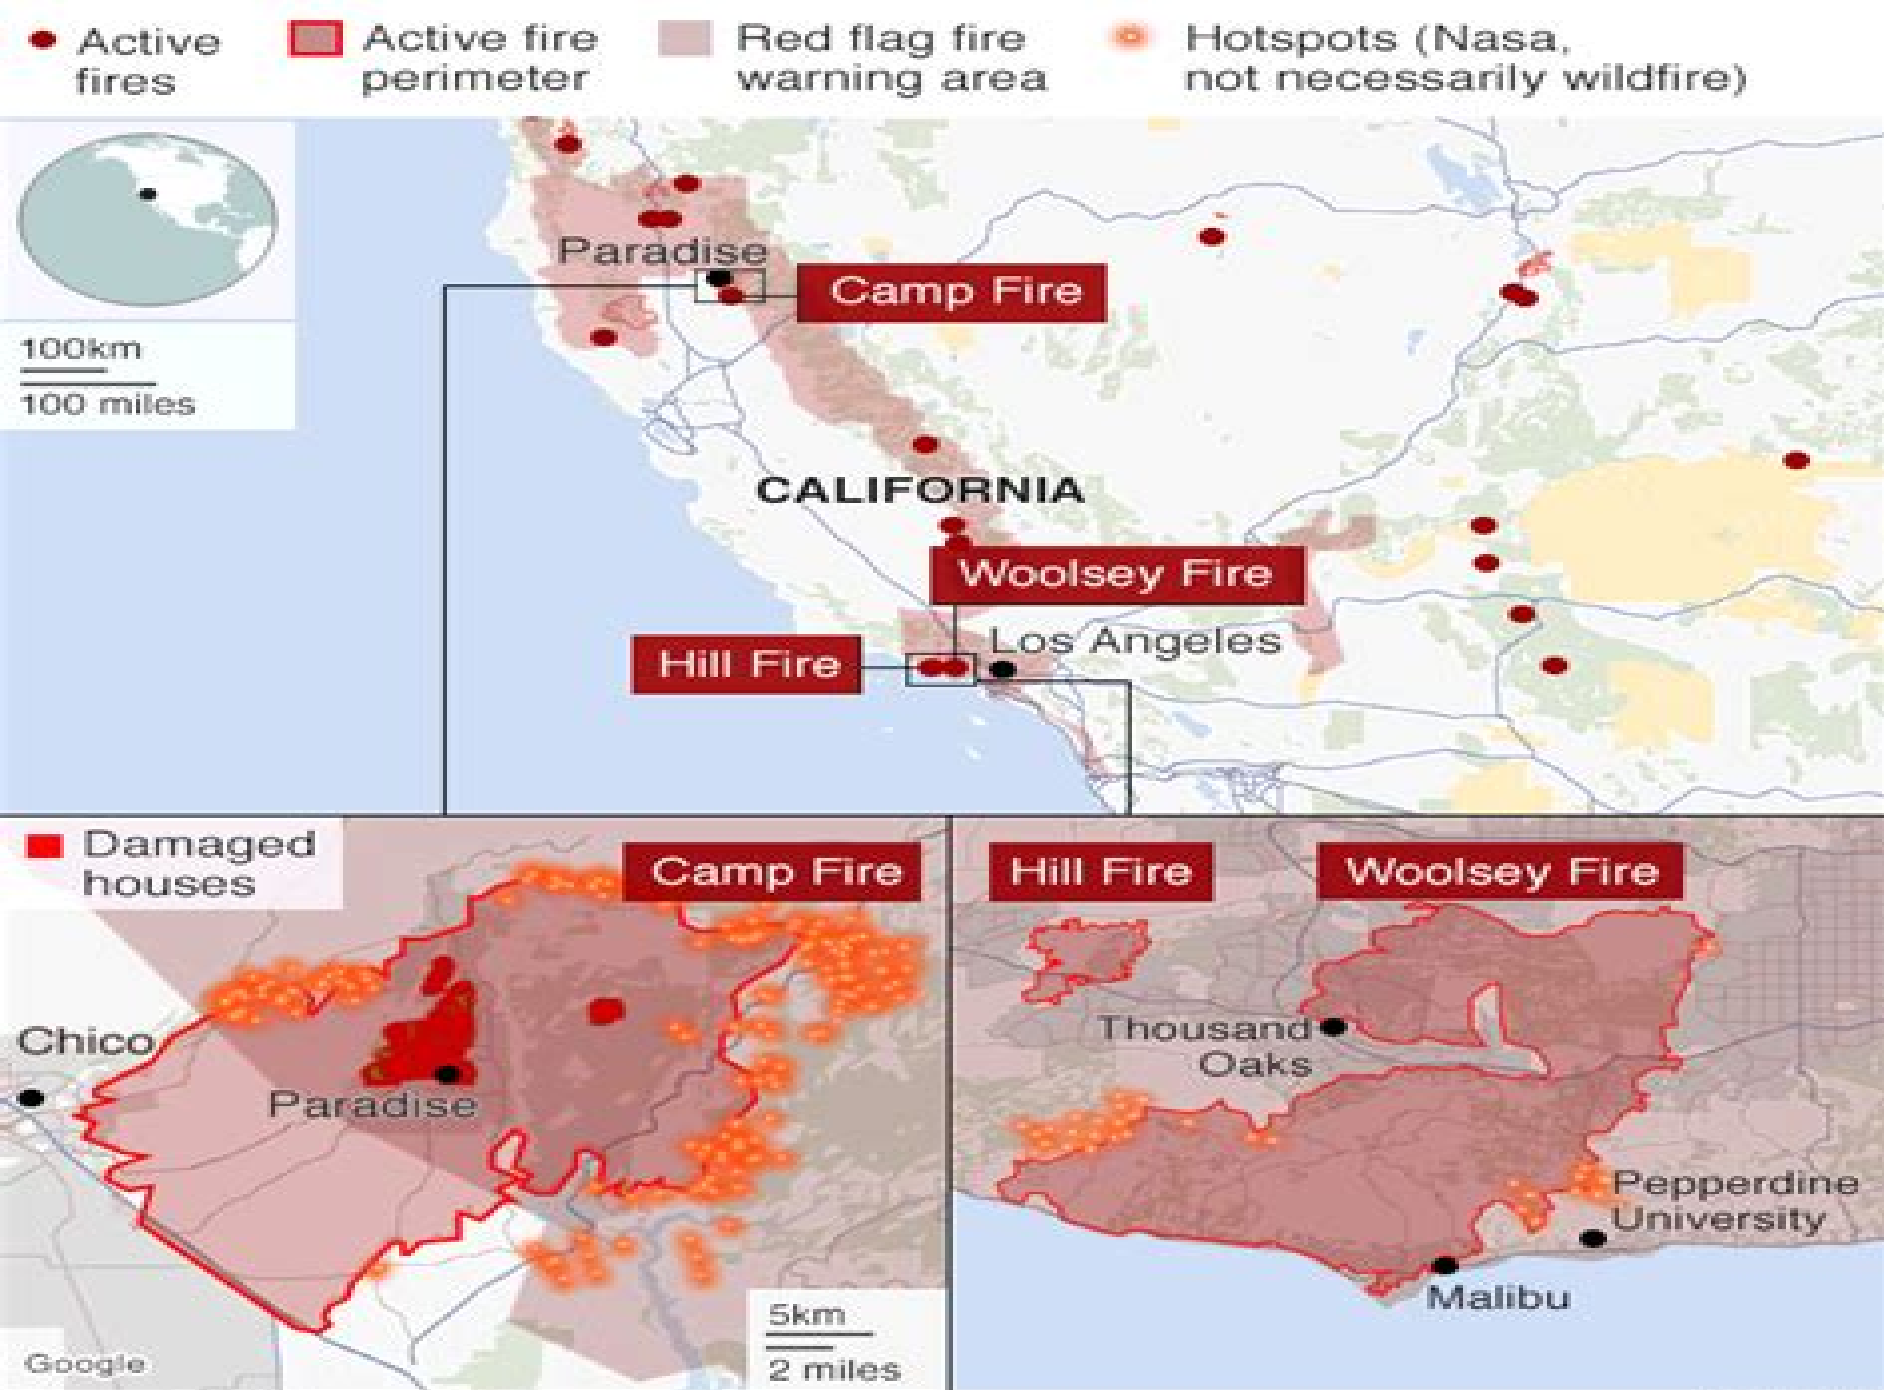 Active
fires
Active fire
perimeter
Red flag fire
warning area
Hotspots (Nasa,
not necessarily wildfire)
100km
100 miles
Paradise
Camp Fire
CALIFORNIA
Woolsey Fire
Los Angeles
Hill Fire
Damaged
houses
Camp Fire
Chico
Paradise
5km
2 miles
Google
Hill Fire
Woolsey Fire
Thousand
Oaks
Pepperdine
University
Malibu